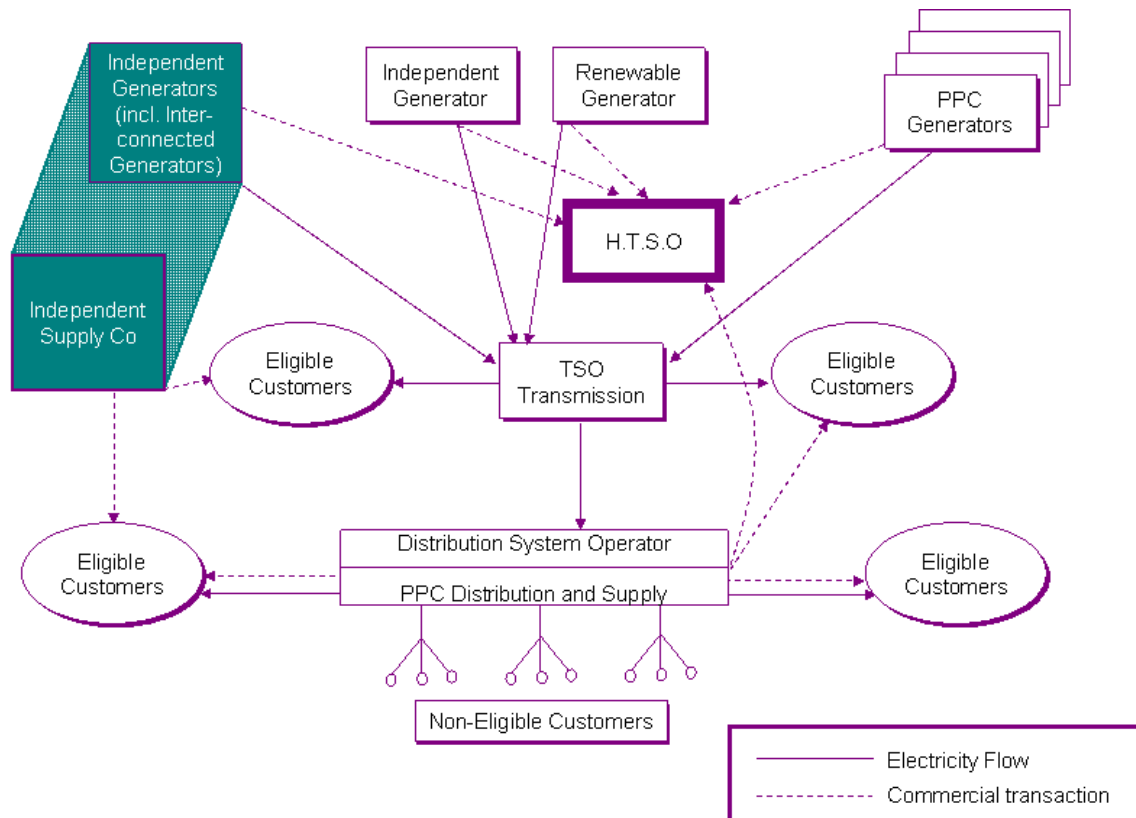 Independent
Generators
(incl. Inter-
connected
Generators)
Independent
Generator
Renewable
Generator
PPC
Generators
H.T.S.O
Independent
Supply Co
Eligible
Customers
TSO
Transmission
Eligible
Customers
Eligible
Customers
Distribution System Operator
PPC Distribution and Supply
Eligible
Customers
Non-Eligible Customers
Electricity Flow
Commercial transaction